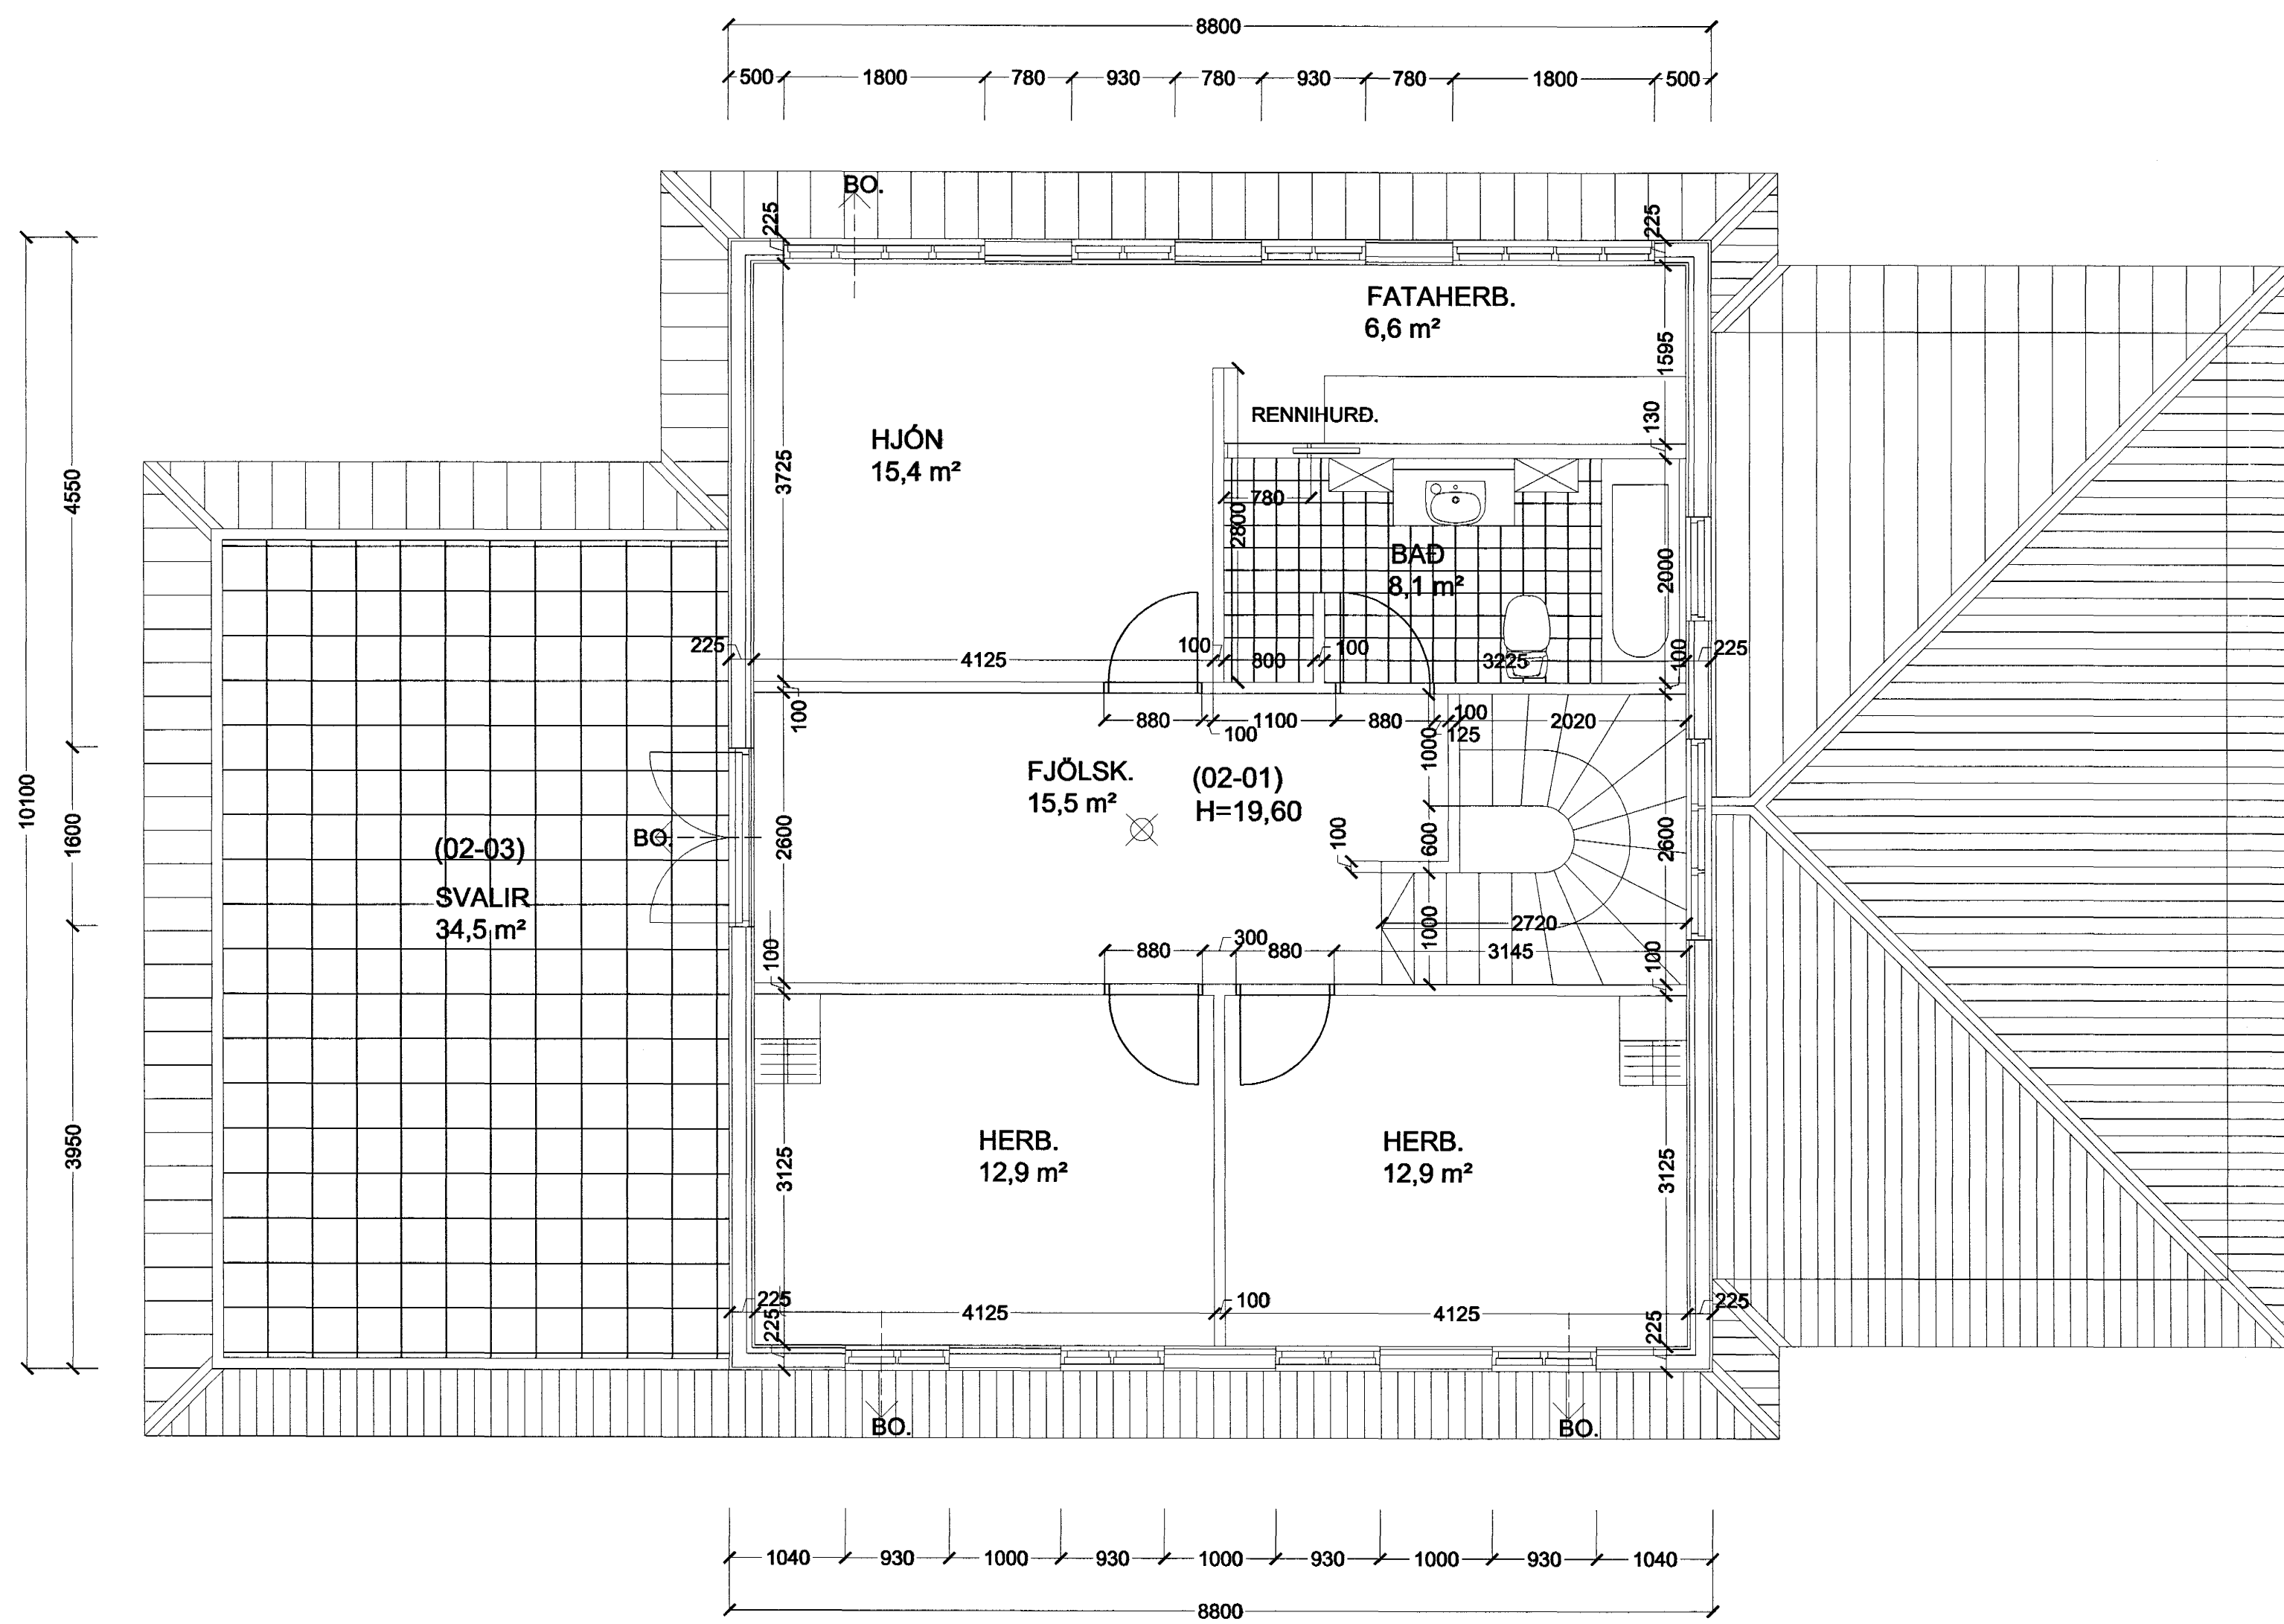 8800
500 1800 780 930 780 930 780 1800 500
BO.
225 225
FATAHERB.
6,6 m²
1595
RENNIHURÐ.
130
HJÓN
15,4 m²
3725
4550
780
2800
BAÐ
8,1 m²
2000
225 4125 100 800 100 3225 100 225
100
880 1100 880 100 2020
100 125
1000
FJÖLSK.
15,5 m²
(02-01)
H=19,60
10100
1600
BO.
(02-03)
SVALIR
34,5 m²
2600
100
600
2600
2720
1000
880 300 880 3145
100 100
3950
HERB.
12,9 m²
HERB.
12,9 m²
3125 3125
225 4125 100 4125 225
225 225
BO. BO.
1040 930 1000 930 1000 930 1000 930 1040
8800